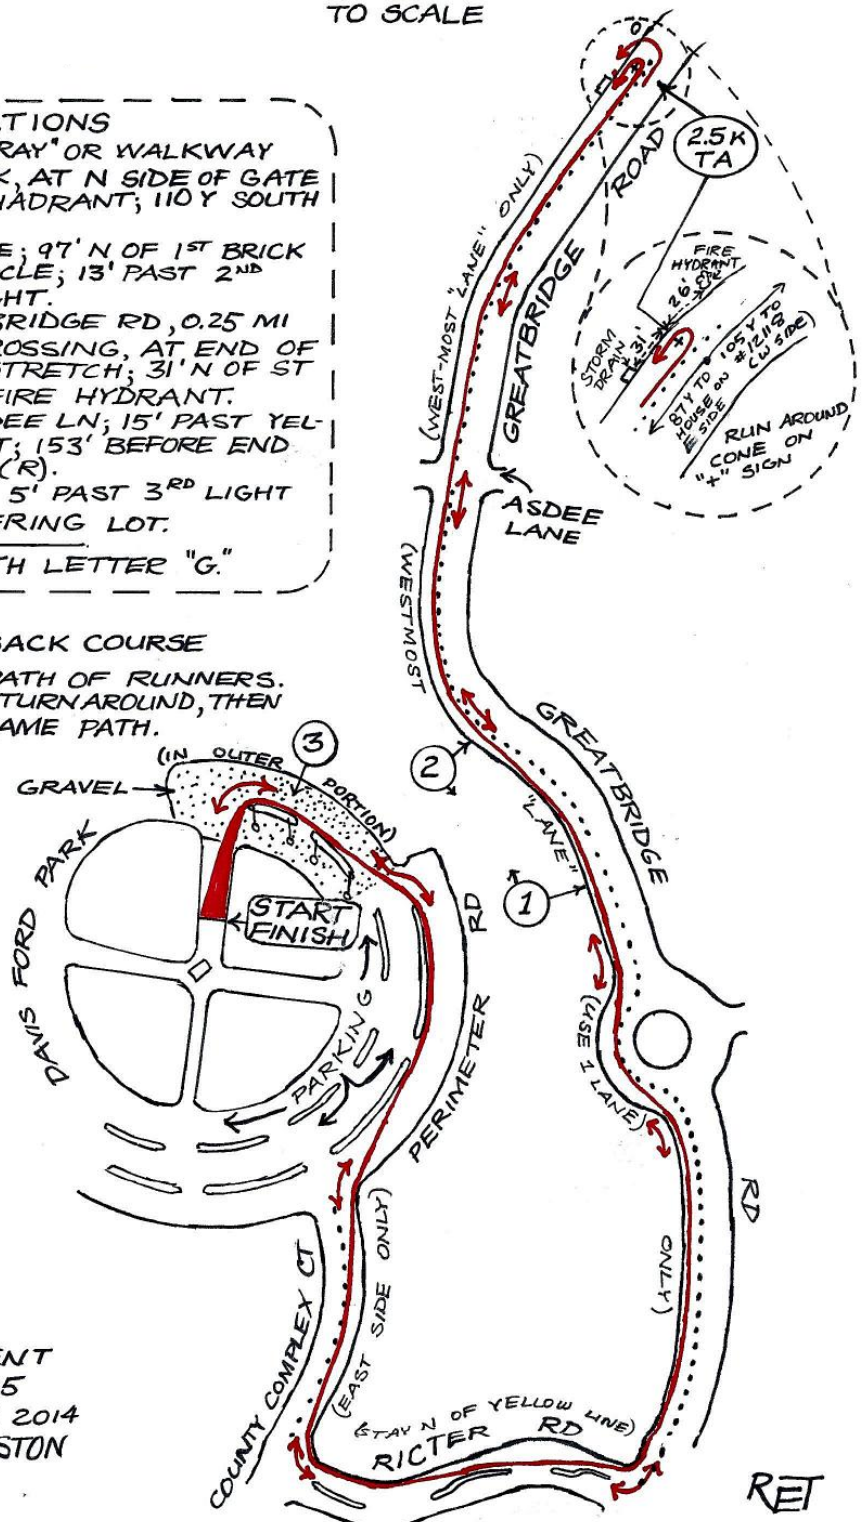 TO SCALE
TIONS
RAY" OR WALKWAY
K, AT N SIDE OF GATE
HADRANT; 110 Y SOUTH
E; 97' N OF 1ST BRICK
CLE; 13' PAST 2ND
GHT.
BRIDGE RD, 0.25 MI
ROSSING, AT END OF
STRETCH; 31' N OF ST
FIRE HYDRANT.
DEE LN; 15' PAST YEL-
T; 153' BEFORE END
(R).
5' PAST 3RD LIGHT
ERING LOT.
TH LETTER "G."
BACK COURSE
PATH OF RUNNERS.
TURNAROUND, THEN
AME PATH.
2.5K
TA
(WEST-MOST "LANE" ONLY)
GREATBRIDGE ROAD
FIRE
HYDRANT
26'
31'
STORM
DRAIN
105 Y TO
#12118
(W SIDE)
87 Y TO
HOUSE ON
E SIDE
RUN AROUND
CONE ON
"+" SIGN
ASDEE
LANE
(WESTMOST
"LANE"
ONLY)
GREATBRIDGE
RD
2
1
(USE 1 LANE)
3
(IN OUTER PORTION)
GRAVEL
DAVIS FORD PARK
START
FINISH
PARKING
PERIMETER RD
(EAST SIDE ONLY)
COUNTY COMPLEX CT
(STAY N OF YELLOW LINE)
RICTER RD
ENT
5
2014
STON
RET